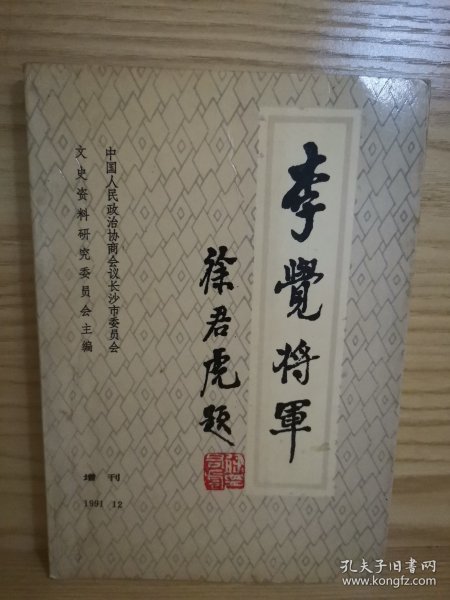 李覺将軍
徐君虎题
中国人民政治协商会议长沙市委员会
文史资料研究委员会主编
增刊
1991.12
孔夫子旧书网
www.kongfz.com